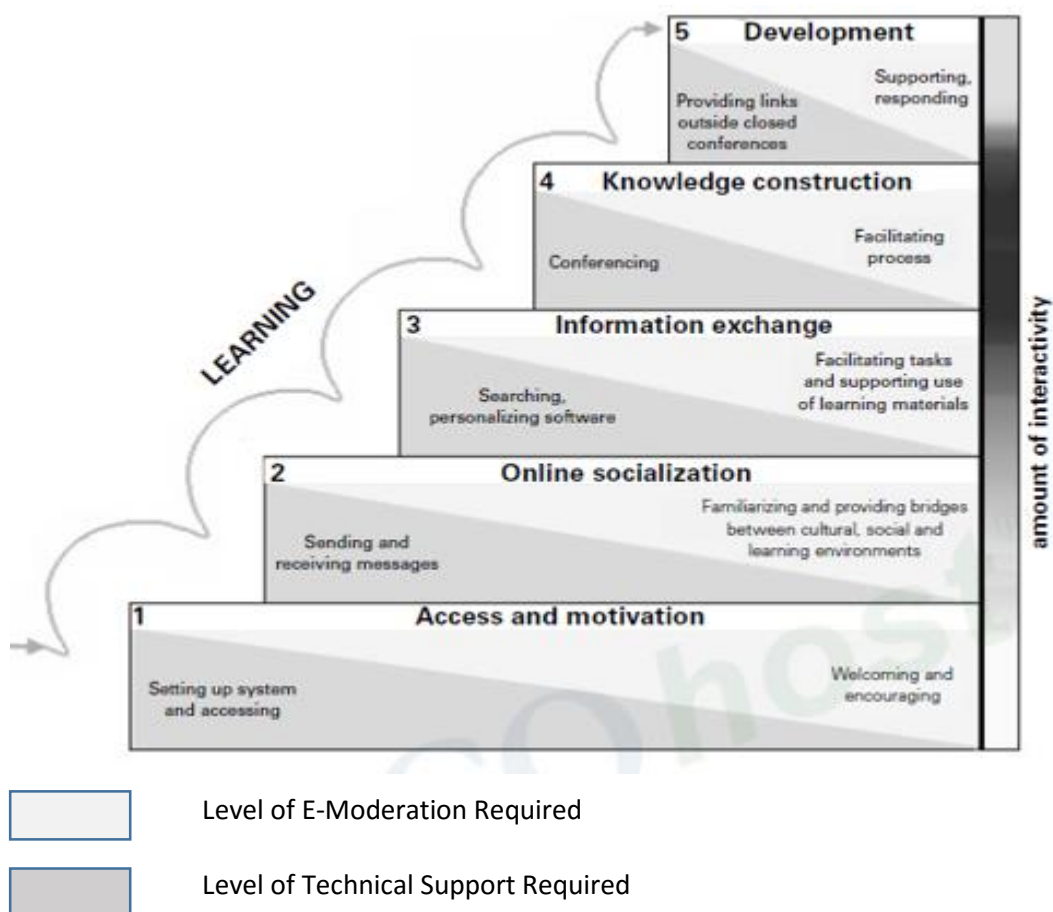 5 Development
Supporting,
responding
Providing links
outside closed
conferences
4 Knowledge construction
Facilitating
process
Conferencing
LEARNING
3 Information exchange
Facilitating tasks
and supporting use
of learning materials
Searching,
personalizing software
amount of interactivity
2 Online socialization
Familiarizing and providing bridges
between cultural, social and
learning environments
Sending and
receiving messages
1 Access and motivation
Welcoming and
encouraging
Setting up system
and accessing
host
Level of E-Moderation Required
Level of Technical Support Required